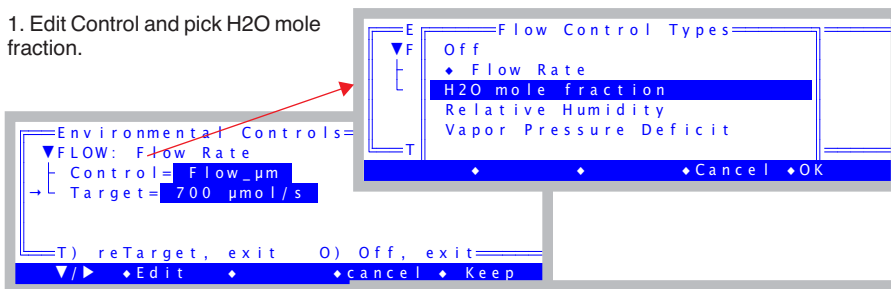 1. Edit Control and pick H2O mole
fraction.
E
F
T
Flow Control Types
Off
◆ Flow Rate
H2O mole fraction
Relative Humidity
Vapor Pressure Deficit
◆ ◆ ◆Cancel ◆OK
Environmental Controls
▼FLOW: Flow Rate
Control= Flow_µm
→ Target= 700 µmol/s
T) reTarget, exit O) Off, exit
▼/▶ ◆Edit ◆ ◆cancel ◆ Keep